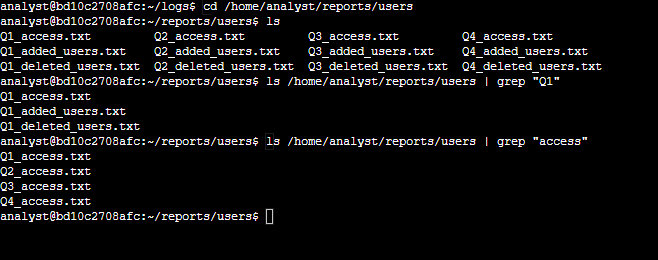 analyst@bd10c2708afc:~/logs$ cd /home/analyst/reports/users
analyst@bd10c2708afc:~/reports/users$ ls
Q1_access.txt Q2_access.txt Q3_access.txt Q4_access.txt
Q1_added_users.txt Q2_added_users.txt Q3_added_users.txt Q4_added_users.txt
Q1_deleted_users.txt Q2_deleted_users.txt Q3_deleted_users.txt Q4_deleted_users.txt
analyst@bd10c2708afc:~/reports/users$ ls /home/analyst/reports/users | grep "Q1"
Q1_access.txt
Q1_added_users.txt
Q1_deleted_users.txt
analyst@bd10c2708afc:~/reports/users$ ls /home/analyst/reports/users | grep "access"
Q1_access.txt
Q2_access.txt
Q3_access.txt
Q4_access.txt
analyst@bd10c2708afc:~/reports/users$